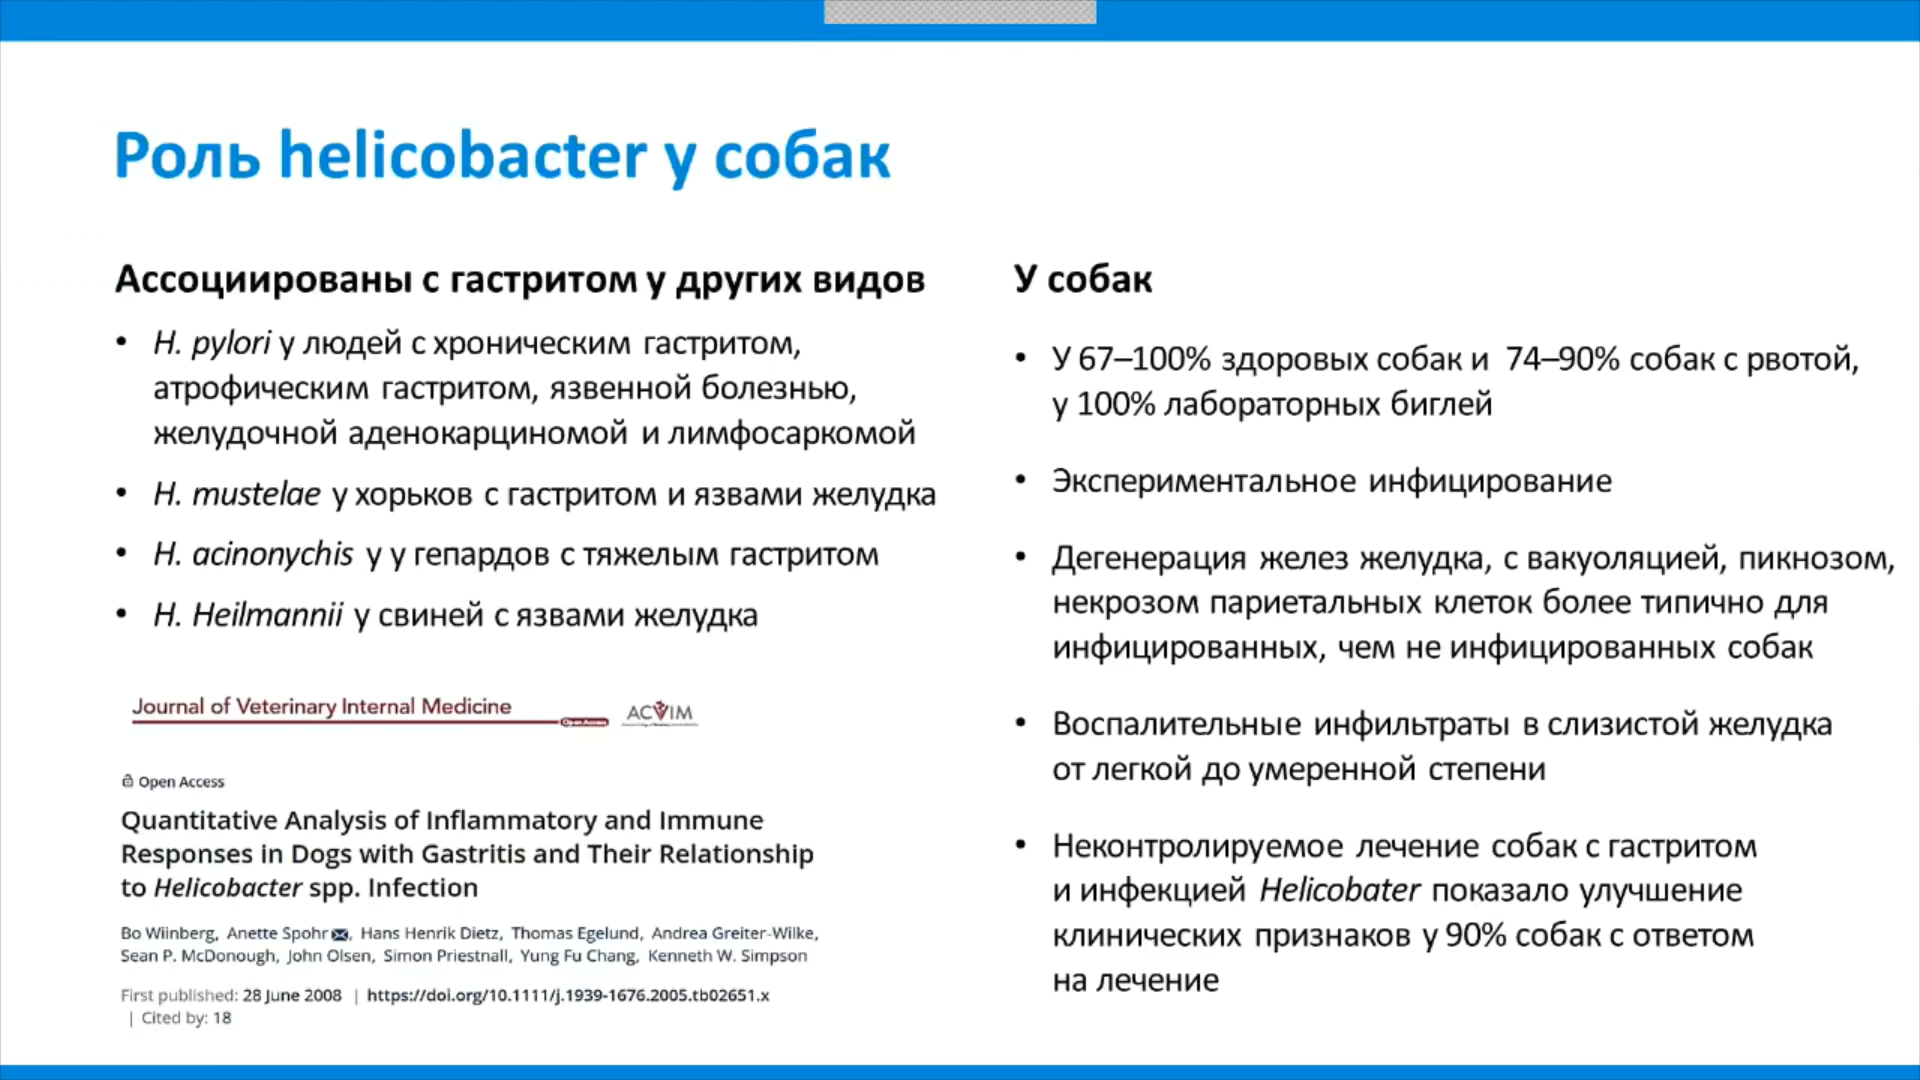 Роль helicobacter у собак
Ассоциированы с гастритом у других видов
• H. pylori у людей с хроническим гастритом,
атрофическим гастритом, язвенной болезнью,
желудочной аденокарциномой и лимфосаркомой
• H. mustelae у хорьков с гастритом и язвами желудка
• H. acinonychis у у гепардов с тяжелым гастритом
• H. Heilmannii у свиней с язвами желудка
Journal of Veterinary Internal Medicine
Open Access
ACVIM
Open Access
Quantitative Analysis of Inflammatory and Immune
Responses in Dogs with Gastritis and Their Relationship
to Helicobacter spp. Infection
Bo Wiinberg, Anette Spohr, Hans Henrik Dietz, Thomas Egelund, Andrea Greiter-Wilke,
Sean P. McDonough, John Olsen, Simon Priestnall, Yung Fu Chang, Kenneth W. Simpson
First published: 28 June 2008 | https://doi.org/10.1111/j.1939-1676.2005.tb02651.x
| Cited by: 18
У собак
• У 67–100% здоровых собак и 74–90% собак с рвотой,
у 100% лабораторных биглей
• Экспериментальное инфицирование
• Дегенерация желез желудка, с вакуоляцией, пикнозом,
некрозом париетальных клеток более типично для
инфицированных, чем не инфицированных собак
• Воспалительные инфильтраты в слизистой желудка
от легкой до умеренной степени
• Неконтролируемое лечение собак с гастритом
и инфекцией Helicobater показало улучшение
клинических признаков у 90% собак с ответом
на лечение